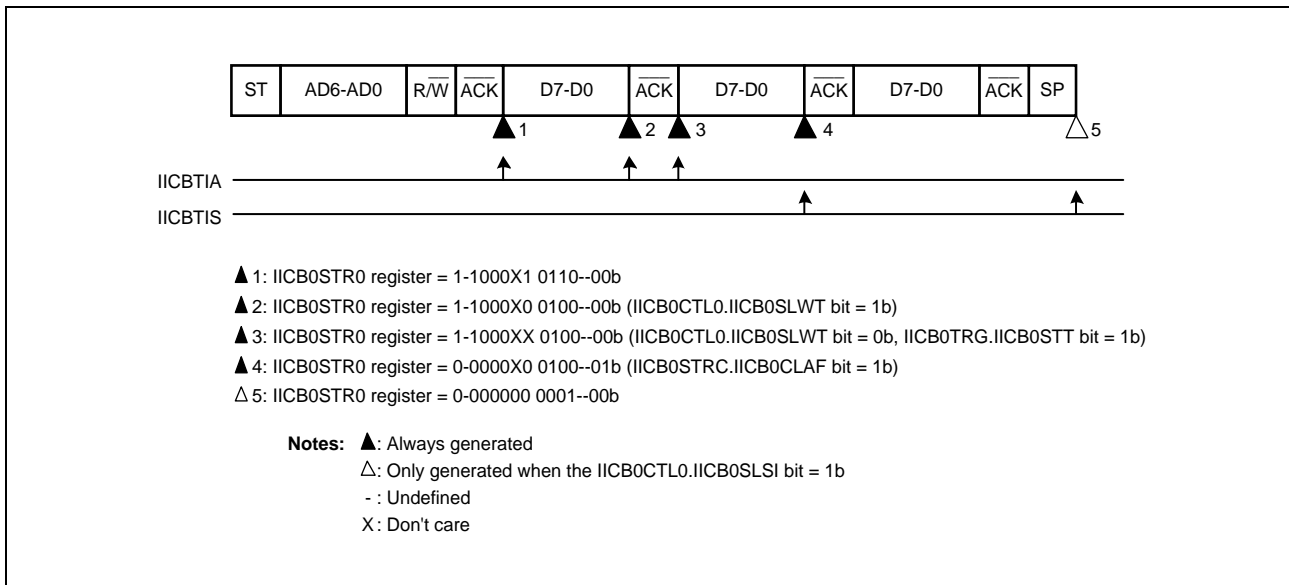 ST AD6-AD0 R/W̅ A̅C̅K̅ D7-D0 A̅C̅K̅ D7-D0 A̅C̅K̅ D7-D0 A̅C̅K̅ SP
▲1 ▲2 ▲3 ▲4 △5
IICBTIA
IICBTIS
▲1: IICB0STR0 register = 1-1000X1 0110--00b
▲2: IICB0STR0 register = 1-1000X0 0100--00b (IICB0CTL0.IICB0SLWT bit = 1b)
▲3: IICB0STR0 register = 1-1000XX 0100--00b (IICB0CTL0.IICB0SLWT bit = 0b, IICB0TRG.IICB0STT bit = 1b)
▲4: IICB0STR0 register = 0-0000X0 0100--01b (IICB0STRC.IICB0CLAF bit = 1b)
△5: IICB0STR0 register = 0-000000 0001--00b
Notes: ▲: Always generated
△: Only generated when the IICB0CTL0.IICB0SLSI bit = 1b
- : Undefined
X : Don't care